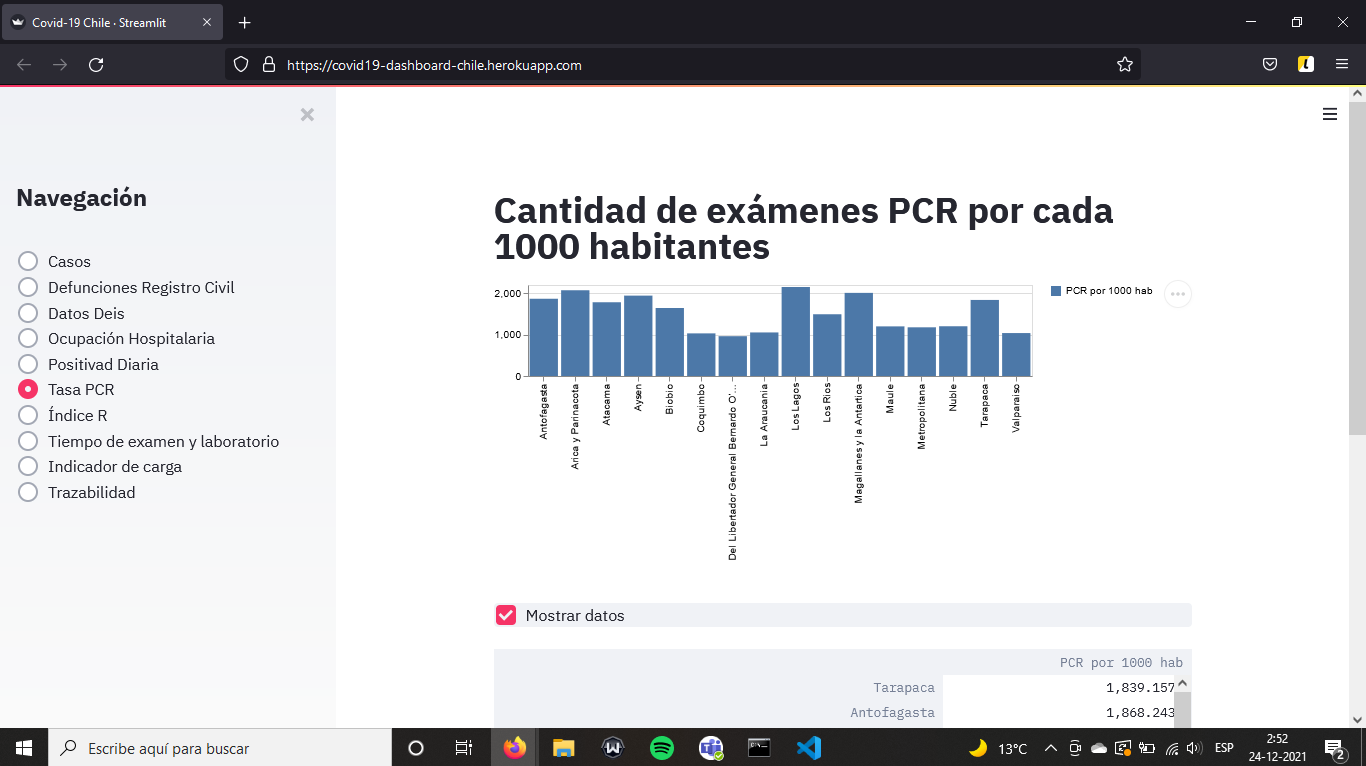 Covid-19 Chile · Streamlit
https://covid19-dashboard-chile.herokuapp.com
Navegación
Casos
Defunciones Registro Civil
Datos Deis
Ocupación Hospitalaria
Positivad Diaria
Tasa PCR
Índice R
Tiempo de examen y laboratorio
Indicador de carga
Trazabilidad
Cantidad de exámenes PCR por cada
1000 habitantes
2,000
1,000
0
PCR por 1000 hab
Antofagasta
Arica y Parinacota
Atacama
Aysen
Biobio
Coquimbo
Del Libertador General Bernardo O'…
La Araucania
Los Lagos
Los Rios
Magallanes y la Antartica
Maule
Metropolitana
Nuble
Tarapaca
Valparaiso
Mostrar datos
PCR por 1000 hab
Tarapaca 1,839.157
Antofagasta 1,868.243
Escribe aquí para buscar
13°C
ESP
2:52
24-12-2021
2